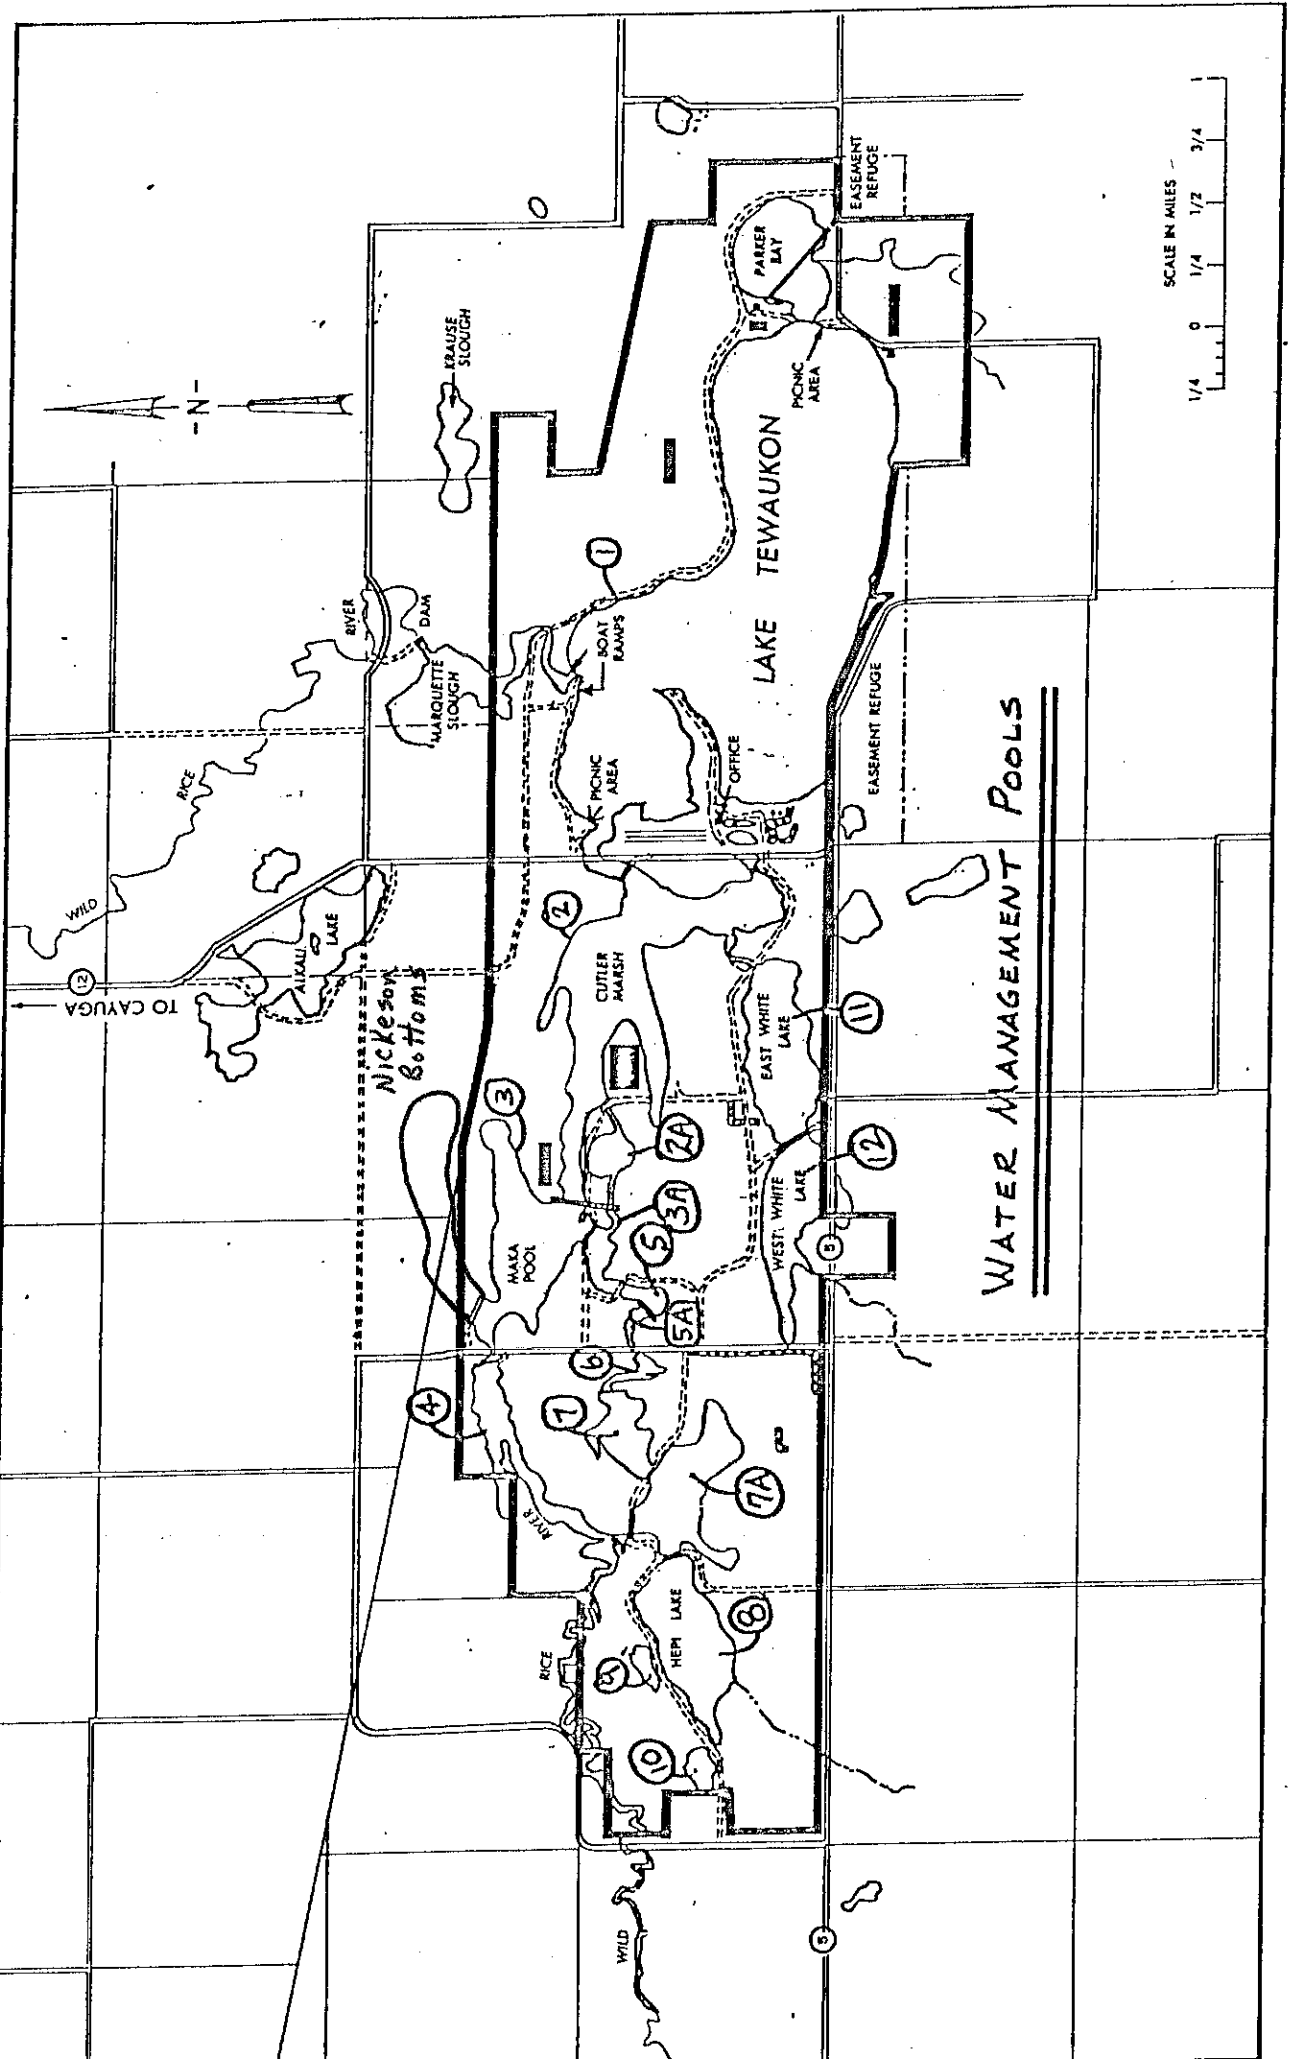 -N-
KRAUSE
SLOUGH
TO CAYUGA
12
WILD
RICE
RIVER
DAM
MARQUETTE
SLOUGH
ALKALI
LAKE
Nickeson
Bottoms
1
BOAT
RAMPS
PICNIC
AREA
OFFICE
LAKE TEWAUKON
PARKER
BAY
PICNIC
AREA
EASEMENT
REFUGE
EASEMENT REFUGE
2
CUTLER
MARSH
3
2A
3A
MAKA
POOL
EAST WHITE
LAKE
11
WEST WHITE
LAKE
12
5
5
5A
6
4
7
7A
RIVER
HEPI LAKE
8
9
10
RICE
WILD
5
WATER MANAGEMENT POOLS
SCALE IN MILES
1/4 0 1/4 1/2 3/4 1